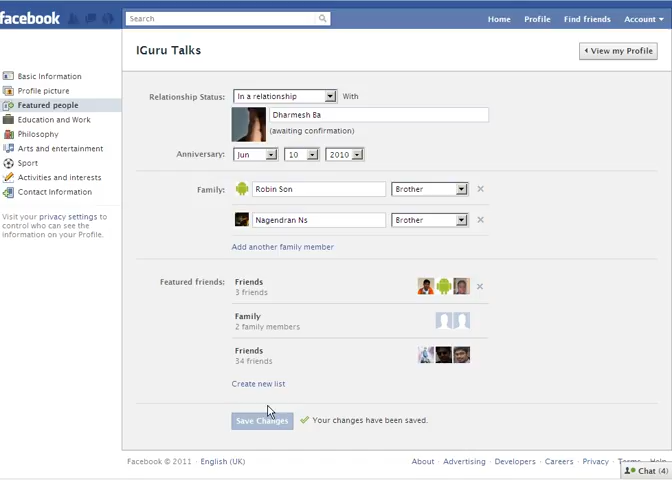 facebook Search Home Profile Find friends Account
IGuru Talks View my Profile
Basic Information
Profile picture
Featured people
Education and Work
Philosophy
Arts and entertainment
Sport
Activities and interests
Contact Information
Visit your privacy settings to
control who can see the
information on your Profile.
Relationship Status: In a relationship With
Dharmesh Ba
(awaiting confirmation)
Anniversary: Jun 10 2010
Family: Robin Son Brother
Nagendran Ns Brother
Add another family member
Featured friends: Friends
3 friends
Family
2 family members
Friends
34 friends
Create new list
Save Changes Your changes have been saved.
Facebook © 2011 · English (UK) About · Advertising · Developers · Careers · Privacy · Terms · Help
Chat (4)